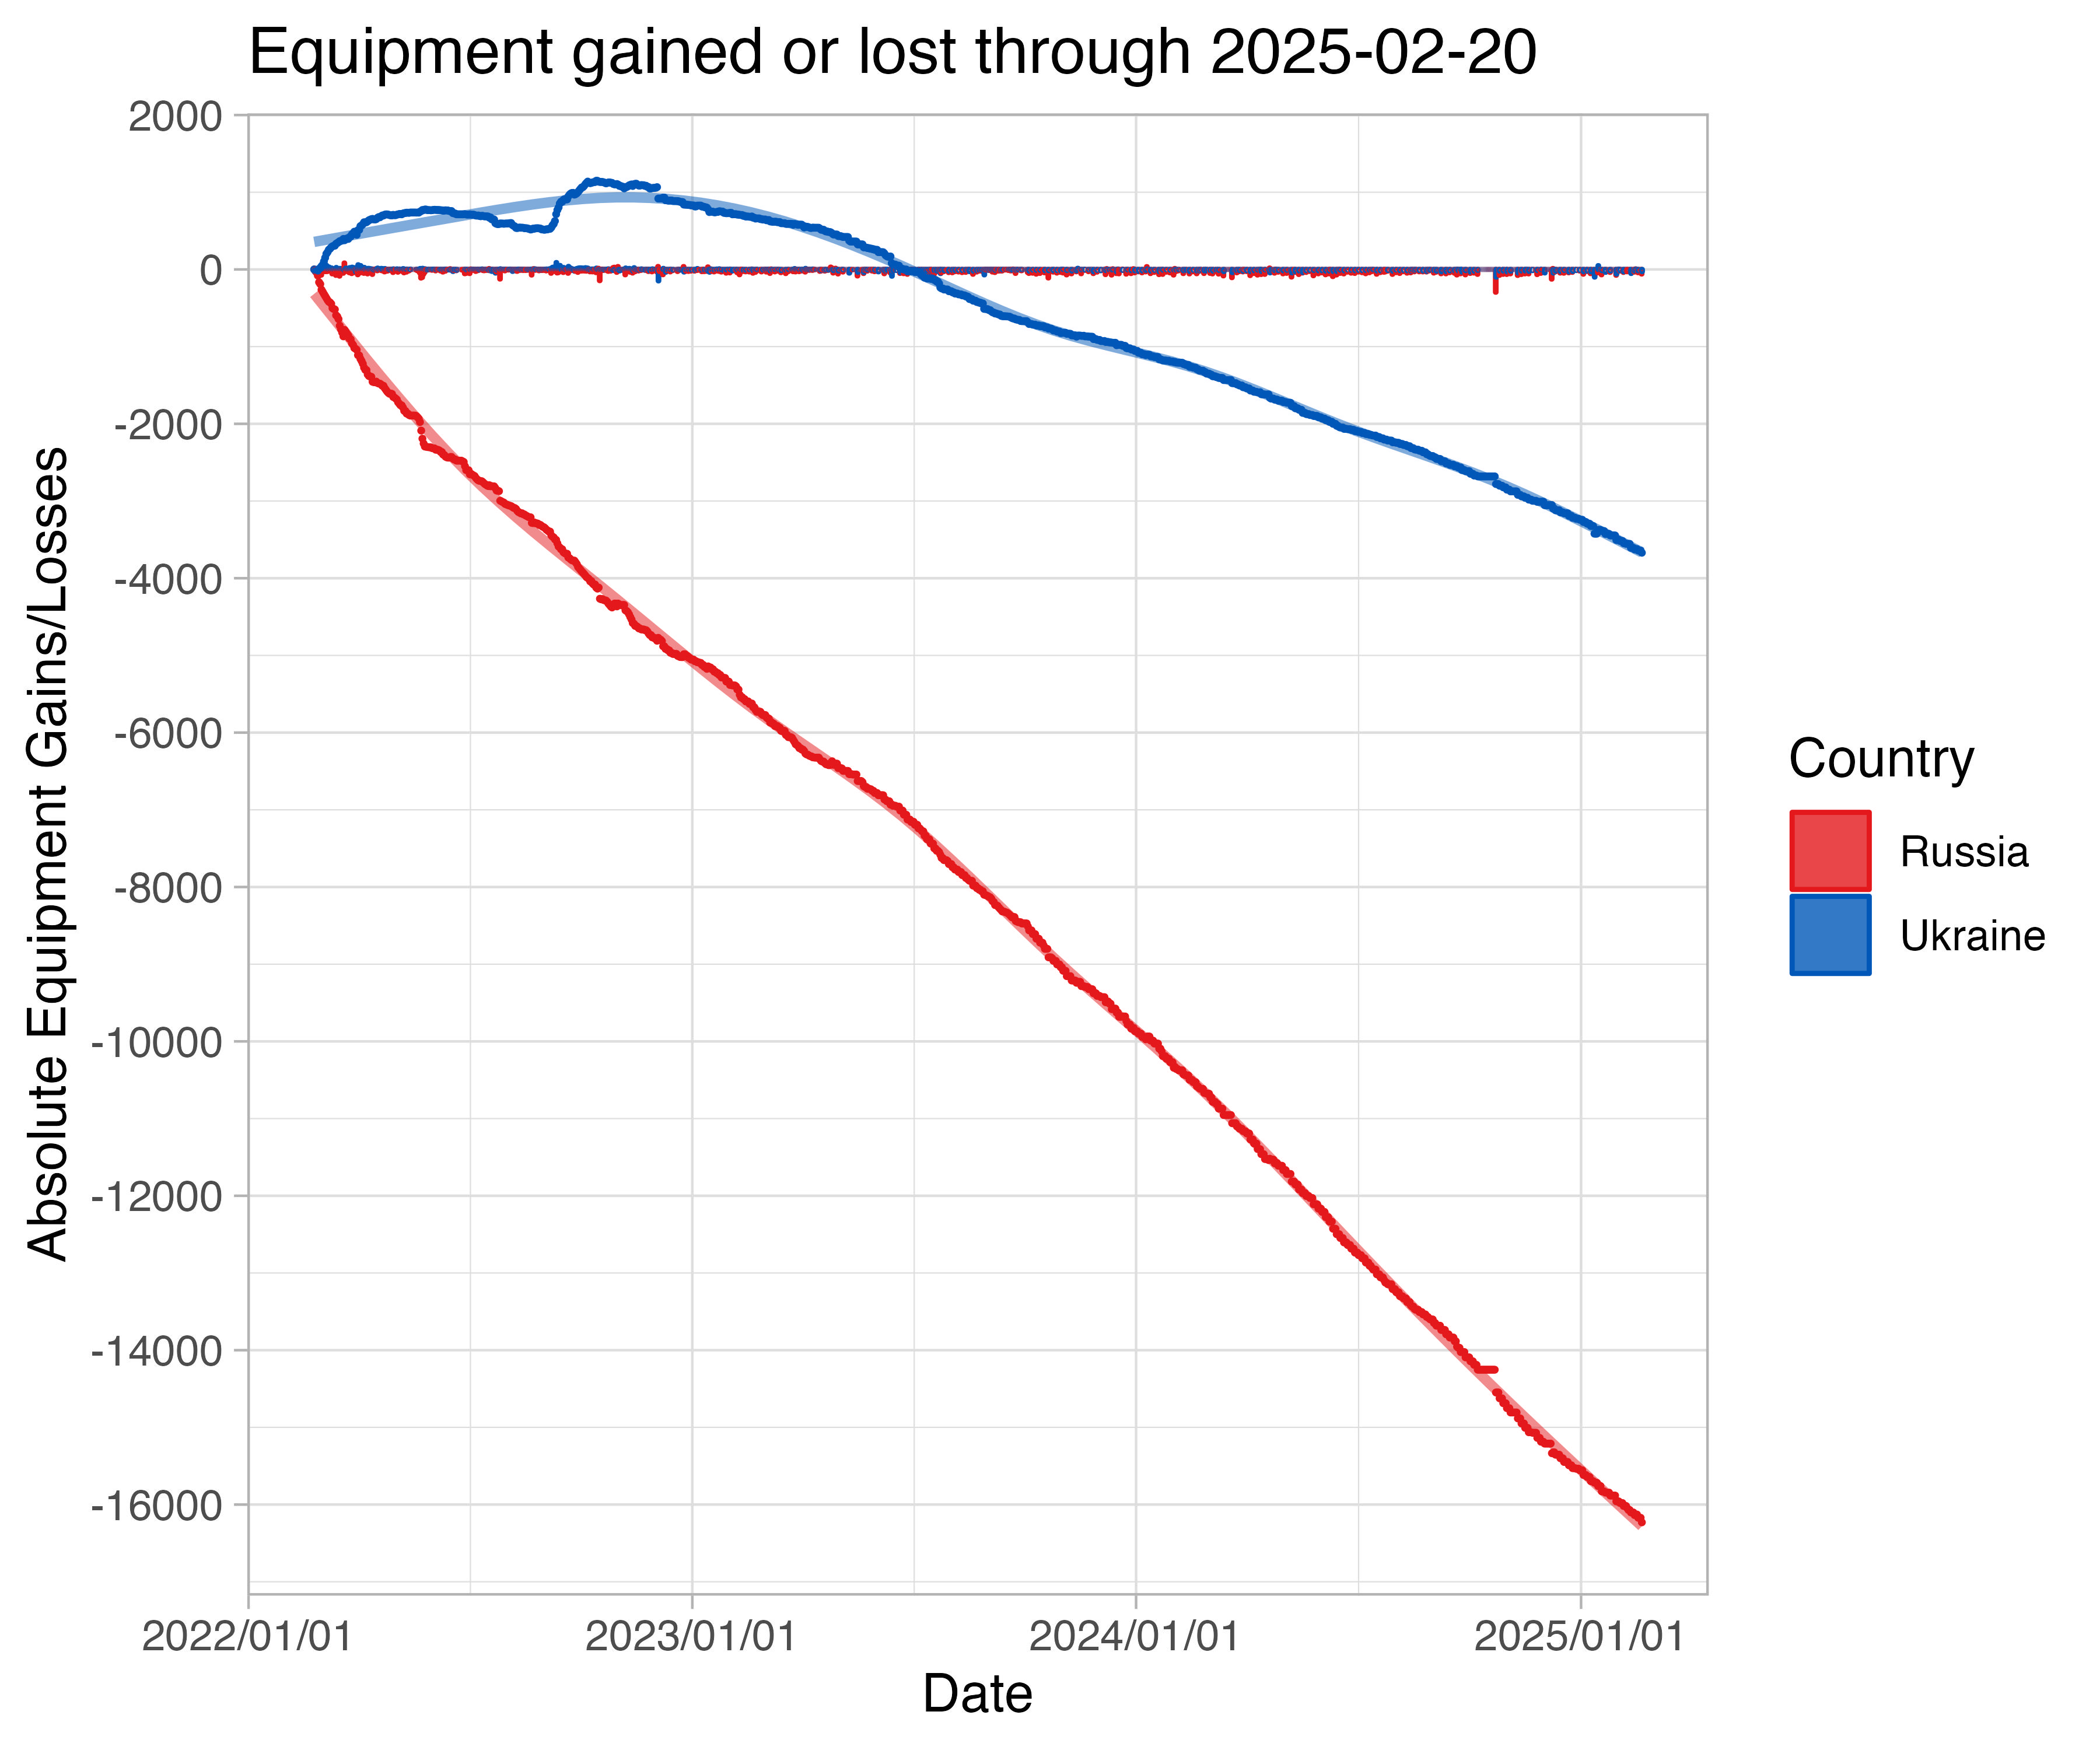 Equipment gained or lost through 2025-02-20
Absolute Equipment Gains/Losses
2000
0
-2000
-4000
-6000
-8000
-10000
-12000
-14000
-16000
2022/01/01
2023/01/01
2024/01/01
2025/01/01
Date
Country
Russia
Ukraine